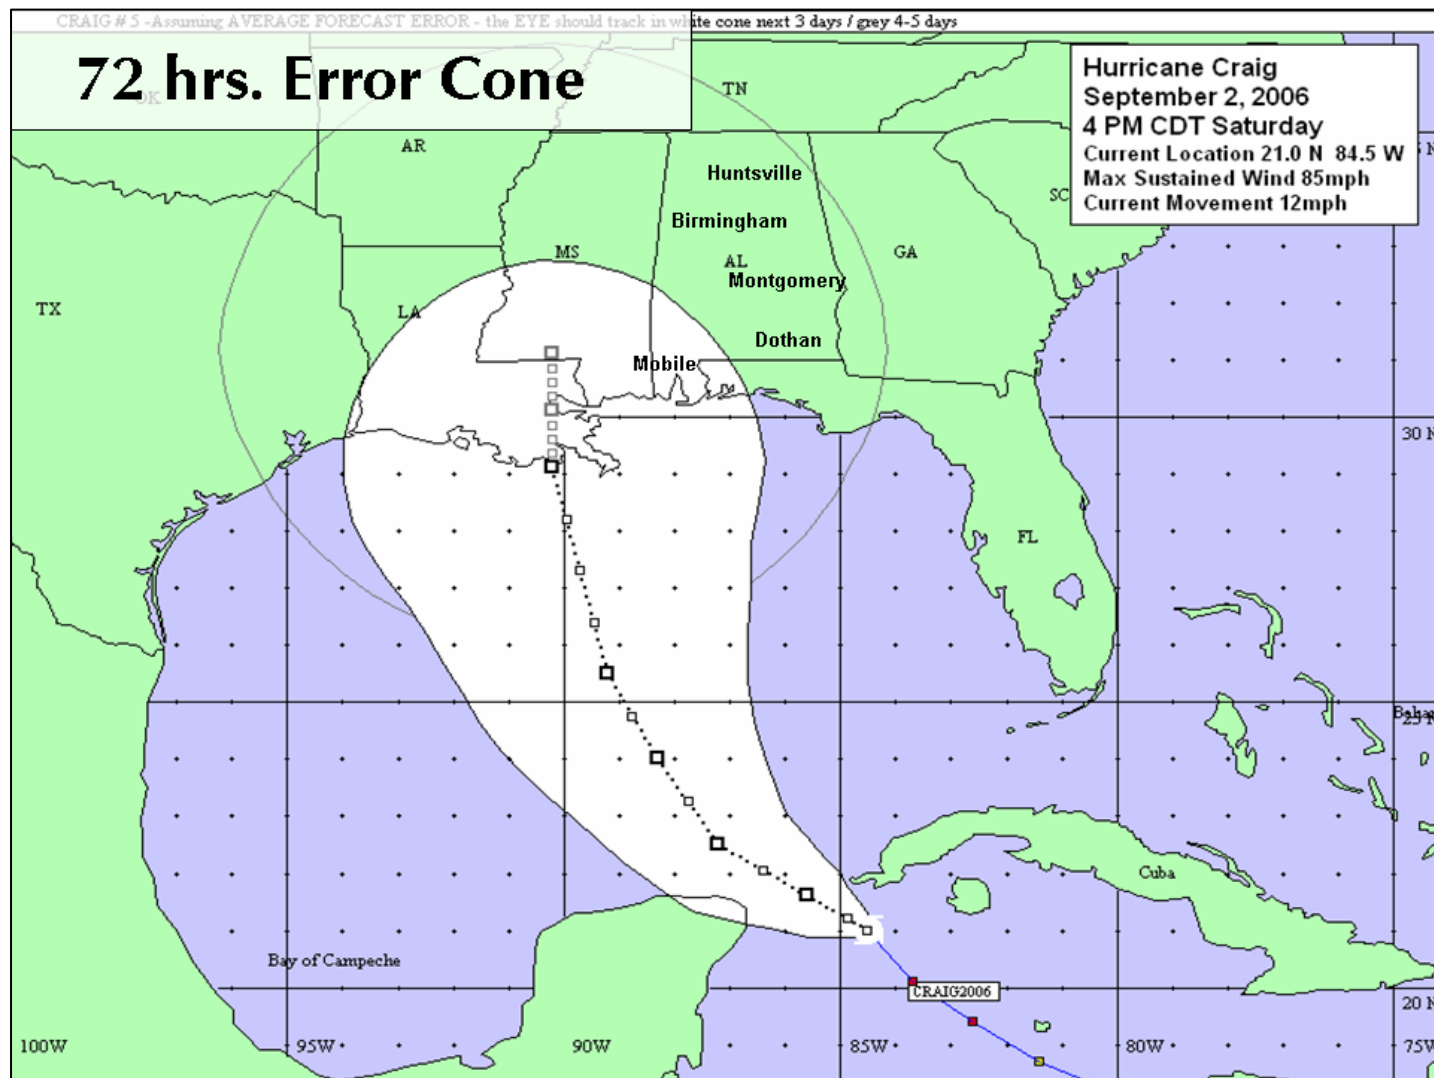 CRAIG # 5 -Assuming AVERAGE FORECAST ERROR - the EYE should track in white cone next 3 days / grey 4-5 days
72 hrs. Error Cone
Hurricane Craig
September 2, 2006
4 PM CDT Saturday
Current Location 21.0 N 84.5 W
Max Sustained Wind 85mph
Current Movement 12mph
OK
TN
AR
Huntsville
SC
Birmingham
MS
AL
GA
Montgomery
TX
LA
Dothan
Mobile
30 N
FL
25 N
Cuba
Bay of Campeche
CRAIG2006
20 N
100W
95W
90W
85W
80W
75W